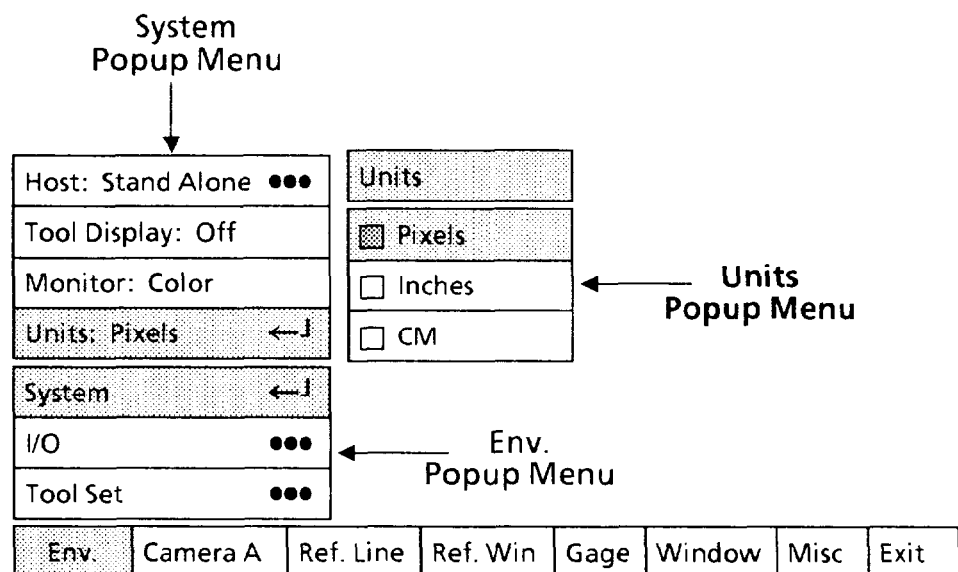 System
Popup Menu
Host: Stand Alone ●●●
Tool Display: Off
Monitor: Color
Units: Pixels ←┘
Units
Pixels
Inches
CM
Units
Popup Menu
System ←┘
I/O ●●●
Tool Set ●●●
Env.
Popup Menu
Env. Camera A Ref. Line Ref. Win Gage Window Misc Exit